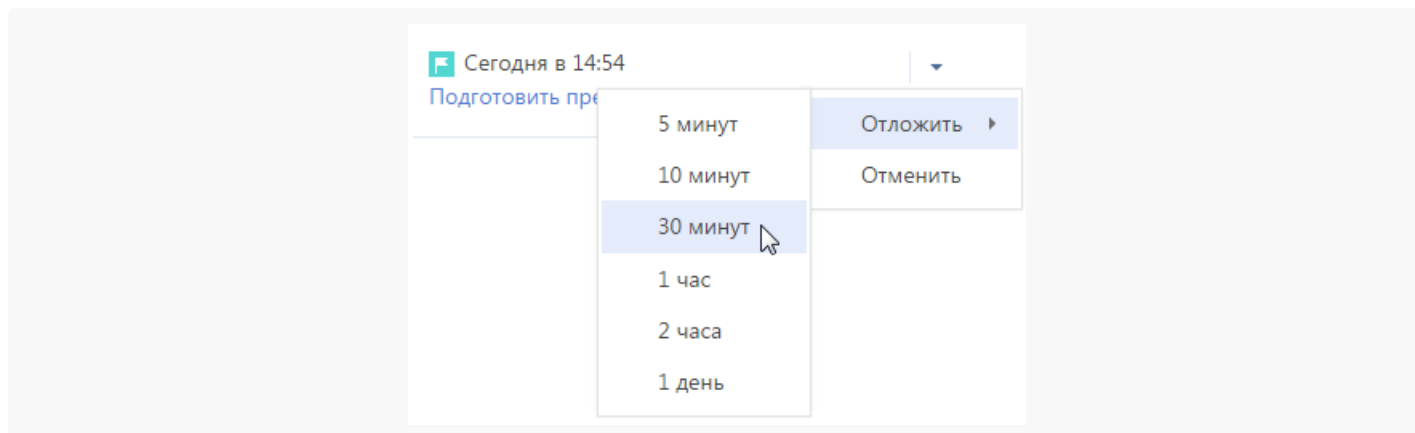 Сегодня в 14:54
Подготовить пре
5 минут
10 минут
30 минут
1 час
2 часа
1 день
Отложить
Отменить